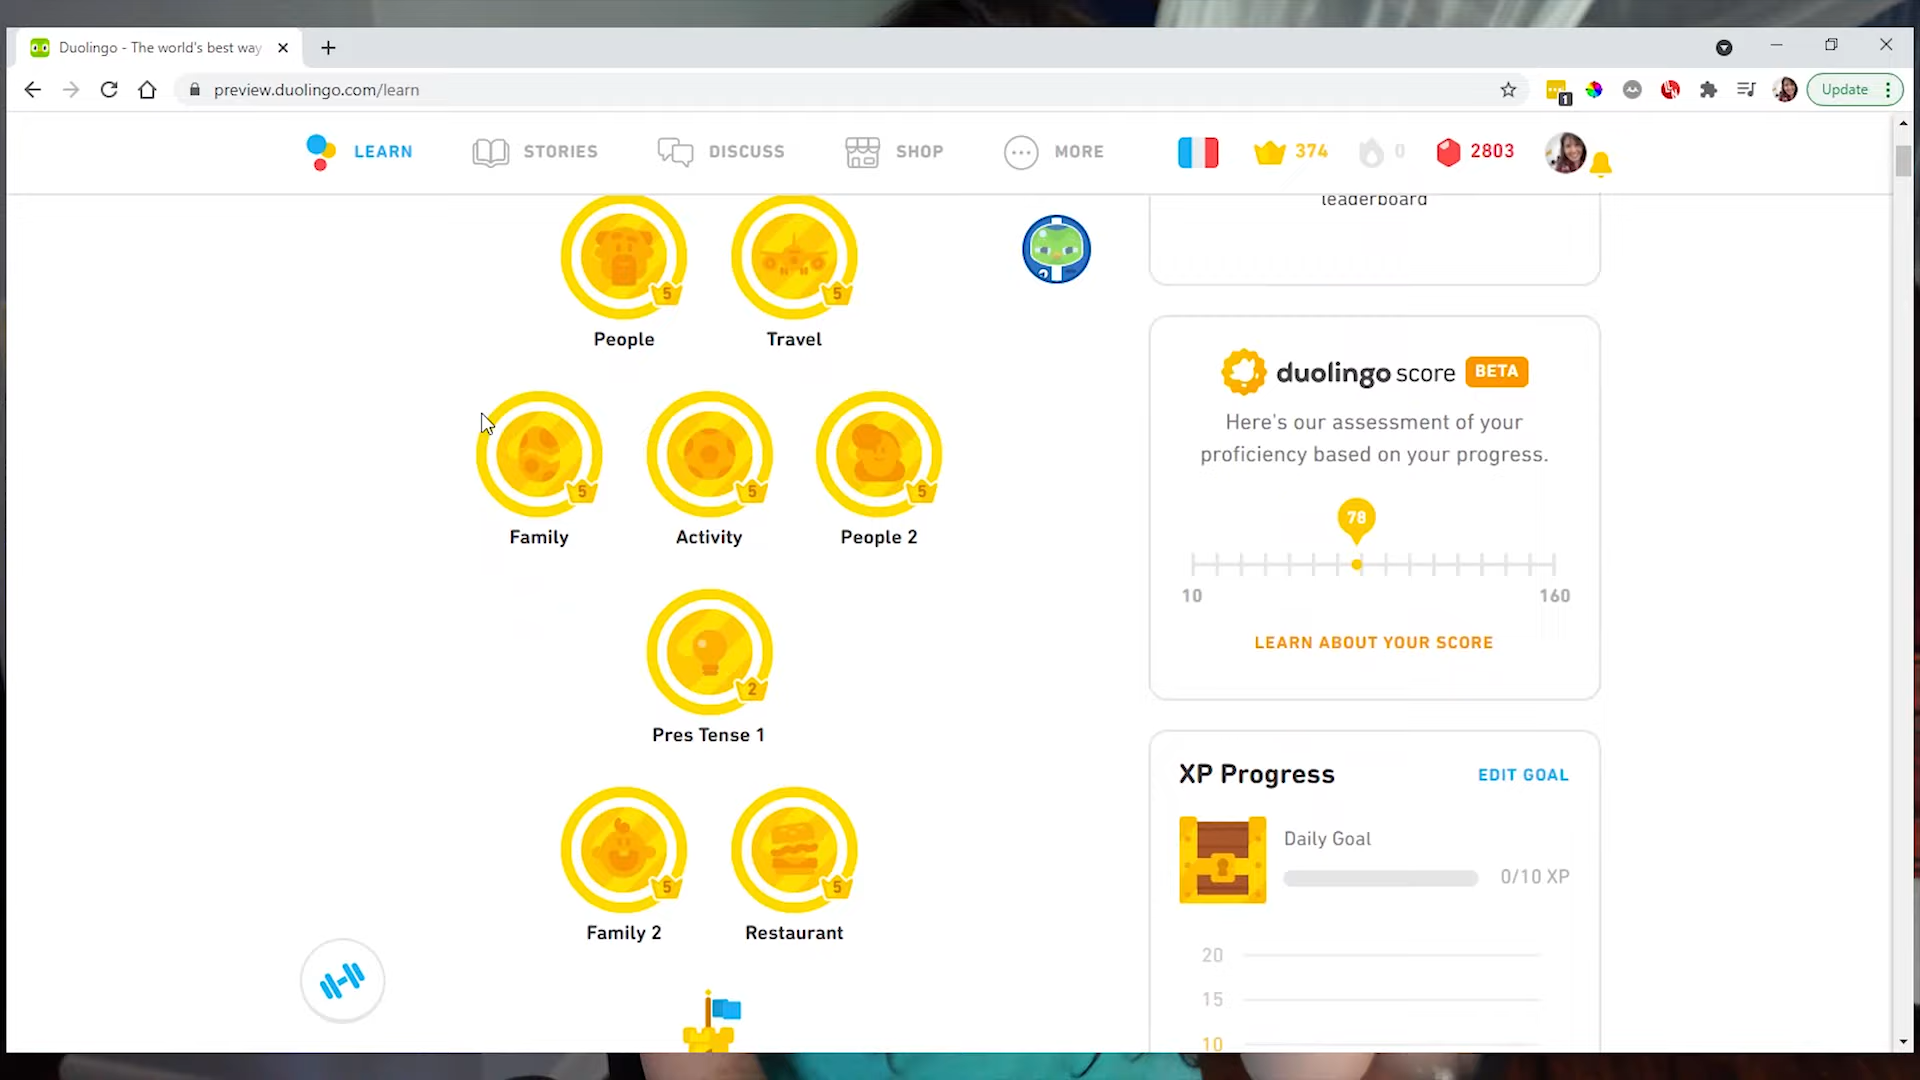 Duolingo - The world's best way
preview.duolingo.com/learn
1
Update
LEARN
STORIES
DISCUSS
SHOP
MORE
374
0
2803
leaderboard
5
5
People
Travel
duolingo score BETA
Here's our assessment of your
proficiency based on your progress.
5
5
5
78
Family
Activity
People 2
10
160
LEARN ABOUT YOUR SCORE
2
Pres Tense 1
XP Progress
EDIT GOAL
Daily Goal
0/10 XP
5
5
Family 2
Restaurant
20
15
10